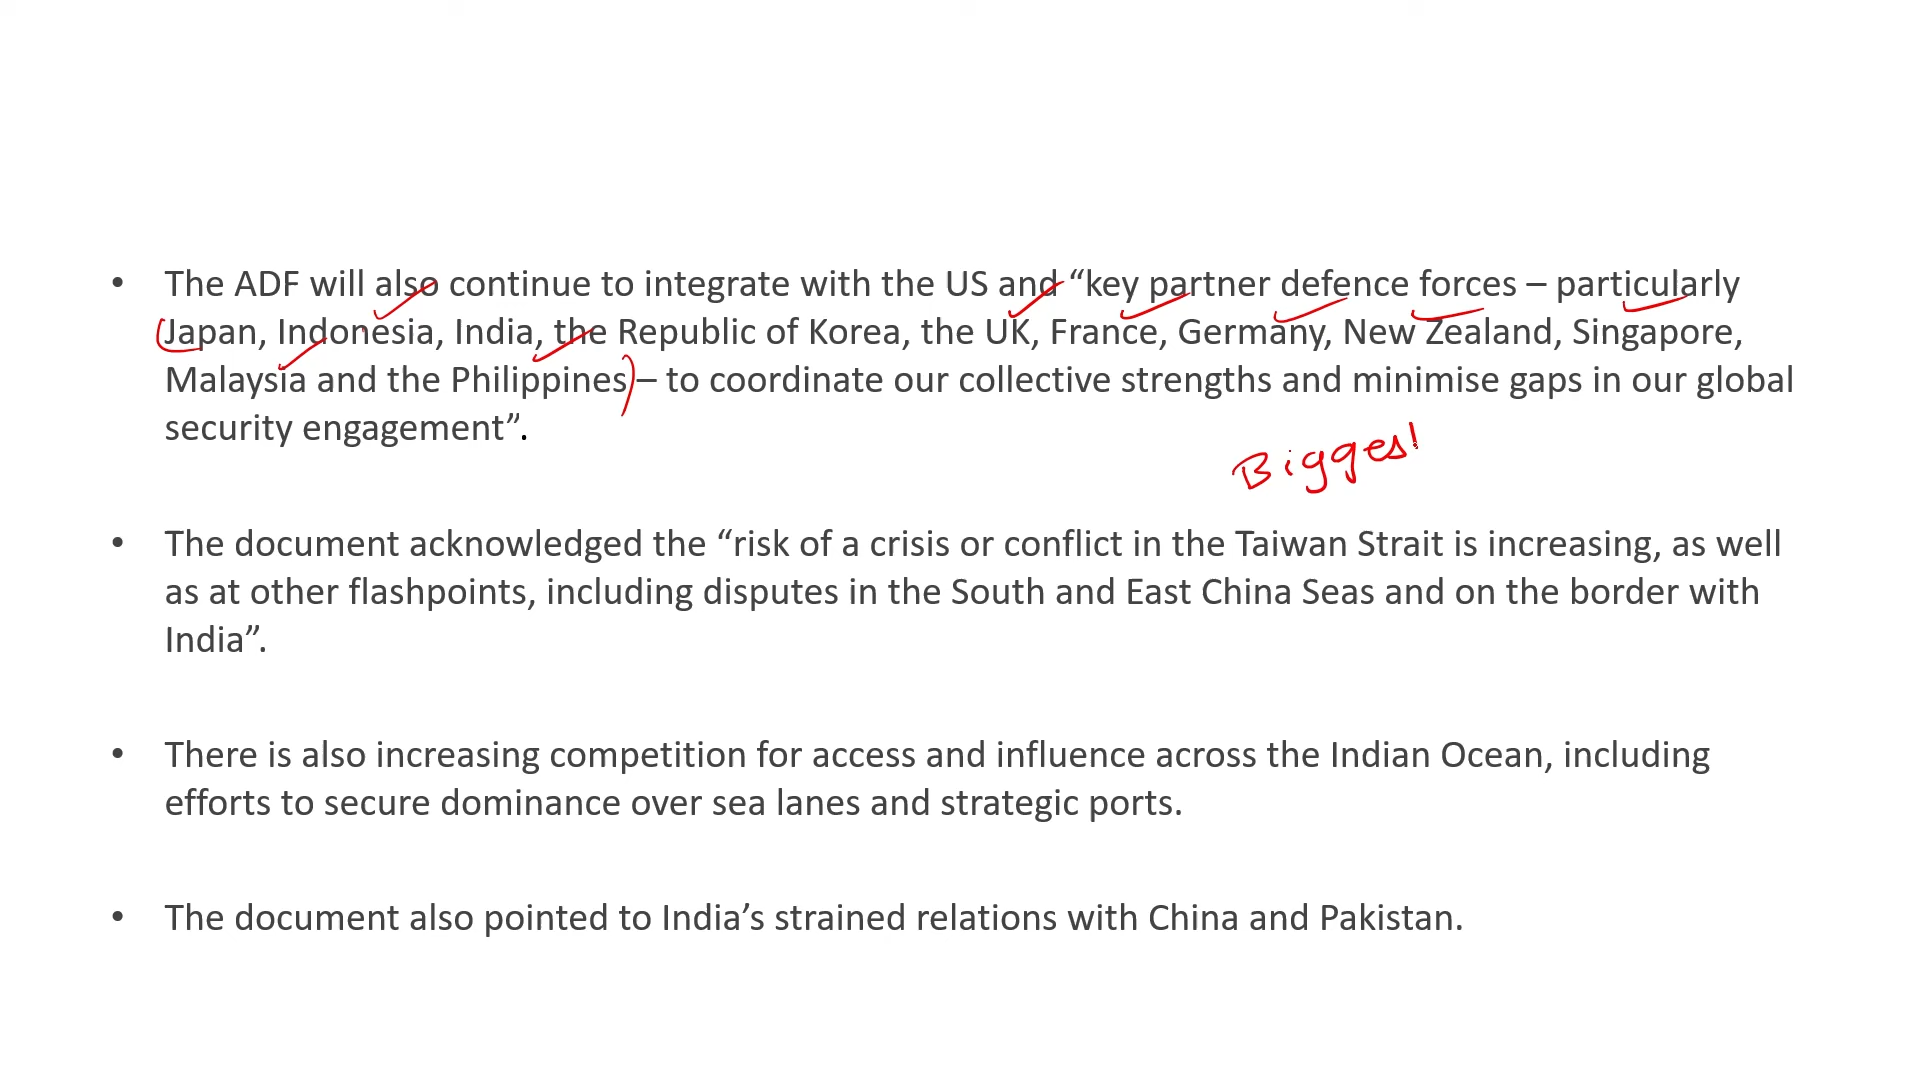 • The ADF will also continue to integrate with the US and “key partner defence forces – particularly
Japan, Indonesia, India, the Republic of Korea, the UK, France, Germany, New Zealand, Singapore,
Malaysia and the Philippines – to coordinate our collective strengths and minimise gaps in our global
security engagement”.
Bigges
• The document acknowledged the “risk of a crisis or conflict in the Taiwan Strait is increasing, as well
as at other flashpoints, including disputes in the South and East China Seas and on the border with
India”.
• There is also increasing competition for access and influence across the Indian Ocean, including
efforts to secure dominance over sea lanes and strategic ports.
• The document also pointed to India’s strained relations with China and Pakistan.